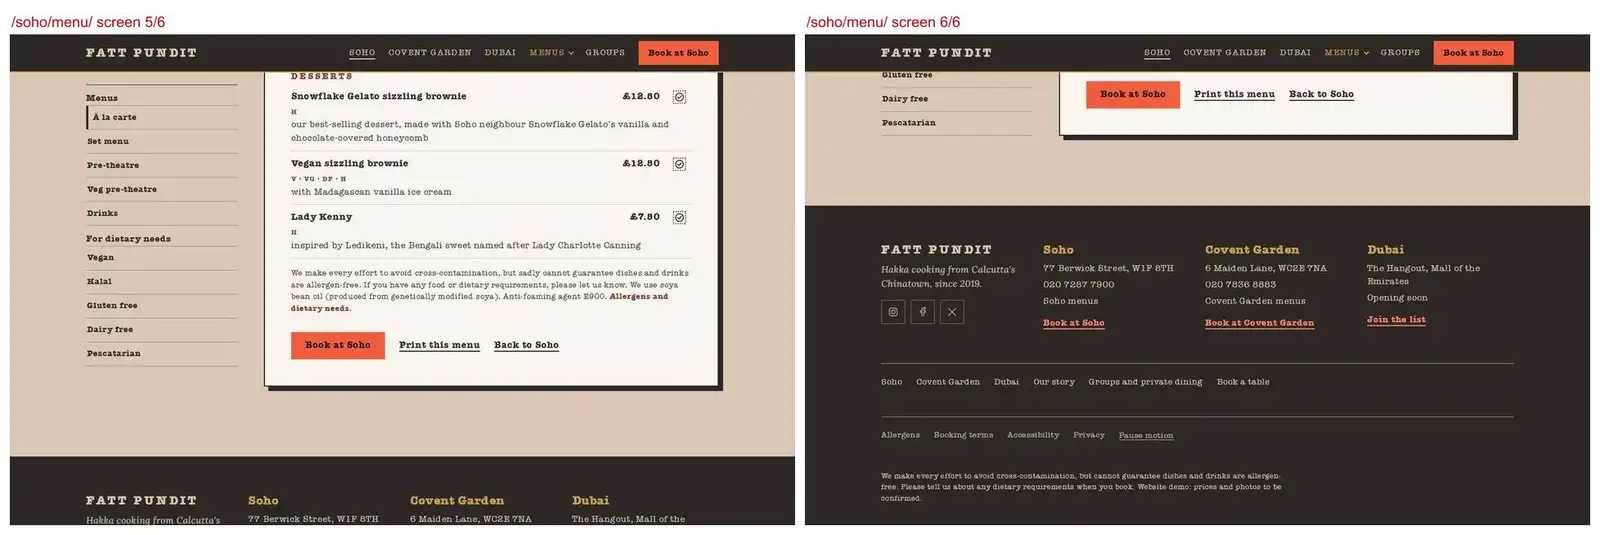 /soho/menu/ screen 5/6
FATT PUNDIT
SOHO
COVENT GARDEN
DUBAI
MENUS
GROUPS
Book at Soho
Menus
À la carte
Set menu
Pre-theatre
Veg pre-theatre
Drinks
For dietary needs
Vegan
Halal
Gluten free
Dairy free
Pescatarian
DESSERTS
Snowflake Gelato sizzling brownie £12.80
H
our best-selling dessert, made with Soho neighbour Snowflake Gelato's vanilla and
chocolate-covered honeycomb
Vegan sizzling brownie £12.80
V · VG · DF · H
with Madagascan vanilla ice cream
Lady Kenny £7.80
H
inspired by Ledikeni, the Bengali sweet named after Lady Charlotte Canning
We make every effort to avoid cross-contamination, but sadly cannot guarantee dishes and drinks
are allergen-free. If you have any food or dietary requirements, please let us know. We use soya
bean oil (produced from genetically modified soya). Anti-foaming agent E900. Allergens and
dietary needs.
Book at Soho
Print this menu
Back to Soho
FATT PUNDIT
Hakka cooking from Calcutta's
Soho
77 Berwick Street, W1F 8TH
Covent Garden
6 Maiden Lane, WC2E 7NA
Dubai
The Hangout, Mall of the
/soho/menu/ screen 6/6
FATT PUNDIT
SOHO
COVENT GARDEN
DUBAI
MENUS
GROUPS
Book at Soho
Gluten free
Dairy free
Pescatarian
Book at Soho
Print this menu
Back to Soho
FATT PUNDIT
Hakka cooking from Calcutta's
Chinatown, since 2019.
Soho
77 Berwick Street, W1F 8TH
020 7287 7900
Soho menus
Book at Soho
Covent Garden
6 Maiden Lane, WC2E 7NA
020 7836 8883
Covent Garden menus
Book at Covent Garden
Dubai
The Hangout, Mall of the
Emirates
Opening soon
Join the list
Soho
Covent Garden
Dubai
Our story
Groups and private dining
Book a table
Allergens
Booking terms
Accessibility
Privacy
Pause motion
We make every effort to avoid cross-contamination, but cannot guarantee dishes and drinks are allergen-
free. Please tell us about any dietary requirements when you book. Website demo: prices and photos to be
confirmed.